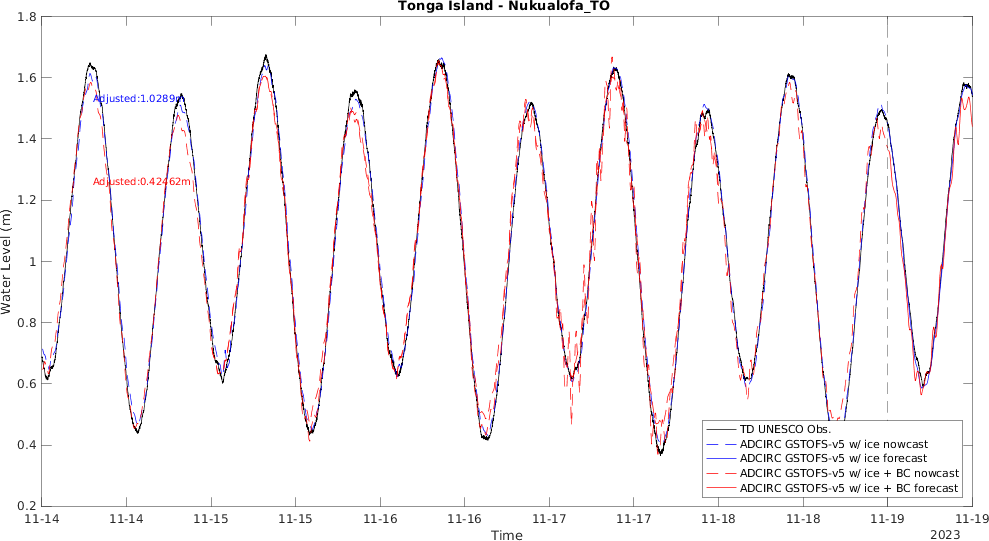 Tonga Island - Nukualofa_TO
1.8
1.6
1.4
1.2
1
0.8
0.6
0.4
0.2
Water Level (m)
Adjusted:1.0289m
Adjusted:0.42462m
TD UNESCO Obs.
ADCIRC GSTOFS-v5 w/ ice nowcast
ADCIRC GSTOFS-v5 w/ ice forecast
ADCIRC GSTOFS-v5 w/ ice + BC nowcast
ADCIRC GSTOFS-v5 w/ ice + BC forecast
11-14 11-14 11-15 11-15 11-16 11-16 11-17 11-17 11-18 11-18 11-19 11-19
Time
2023